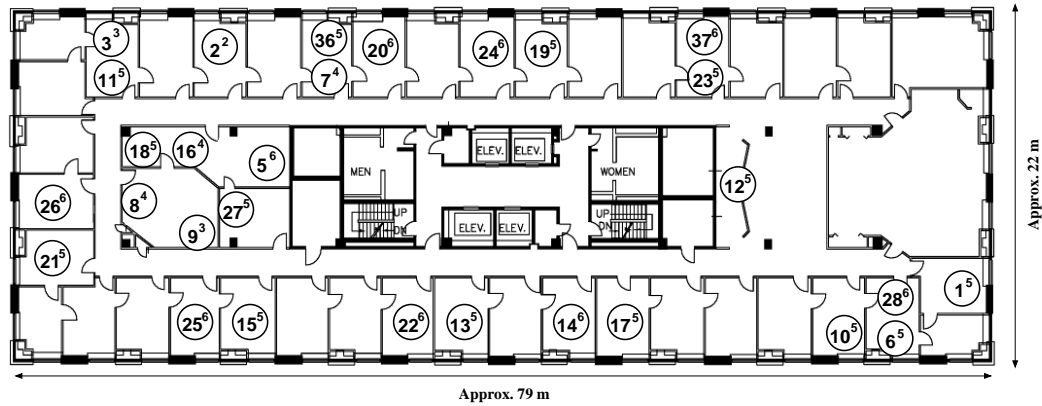 3³ 2² 36⁵ 20⁶ 24⁶ 19⁵ 37⁶
11⁵ 7⁴ 23⁵
18⁵ 16⁴ 5⁶ ELEV. ELEV.
MEN WOMEN
8⁴ 27⁵ 12⁵
26⁶ 9³ UP ELEV. ELEV. UP
DN DN
21⁵
1⁵
28⁶
25⁶ 15⁵ 22⁶ 13⁵ 14⁶ 17⁵ 10⁵ 6⁵
Approx. 22 m
Approx. 79 m